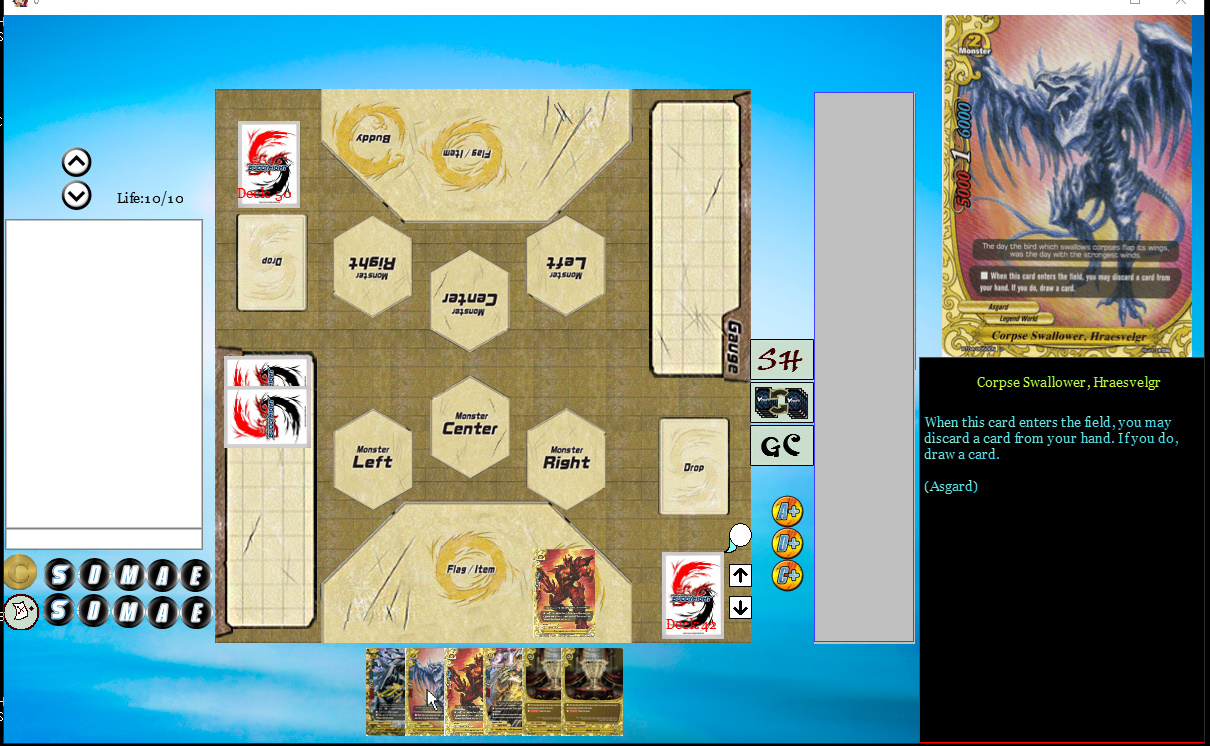 0
Life:10/10
Deck 50
Buddy
Flag / Item
Drop
Monster
Right
Monster
Left
Monster
Center
Gauge
Monster
Center
Monster
Left
Monster
Right
Drop
Flag / Item
Deck 42
SH
GC
A+
D+
C+
C S D M A E
S D M A E
2
Monster
5000 1 6000
The day the bird which swallows corpses flap its wings,
was the day with the strongest winds.
■ When this card enters the field, you may discard a card from
your hand. If you do, draw a card.
Asgard
Legend World
Corpse Swallower, Hraesvelgr
Corpse Swallower, Hraesvelgr
When this card enters the field, you may
discard a card from your hand. If you do,
draw a card.
(Asgard)